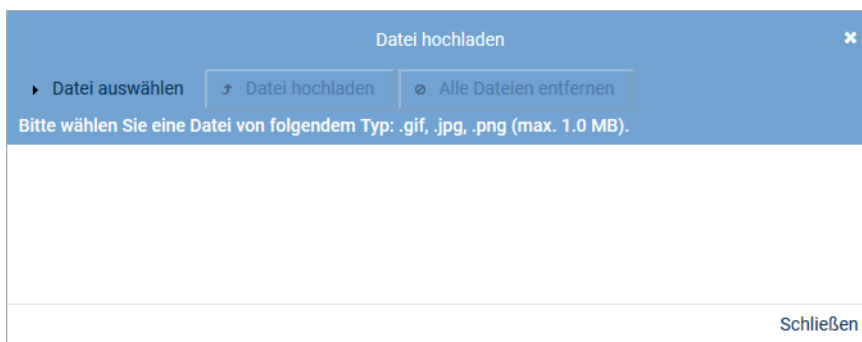 Datei hochladen
Datei auswählen Datei hochladen Alle Dateien entfernen
Bitte wählen Sie eine Datei von folgendem Typ: .gif, .jpg, .png (max. 1.0 MB).
Schließen